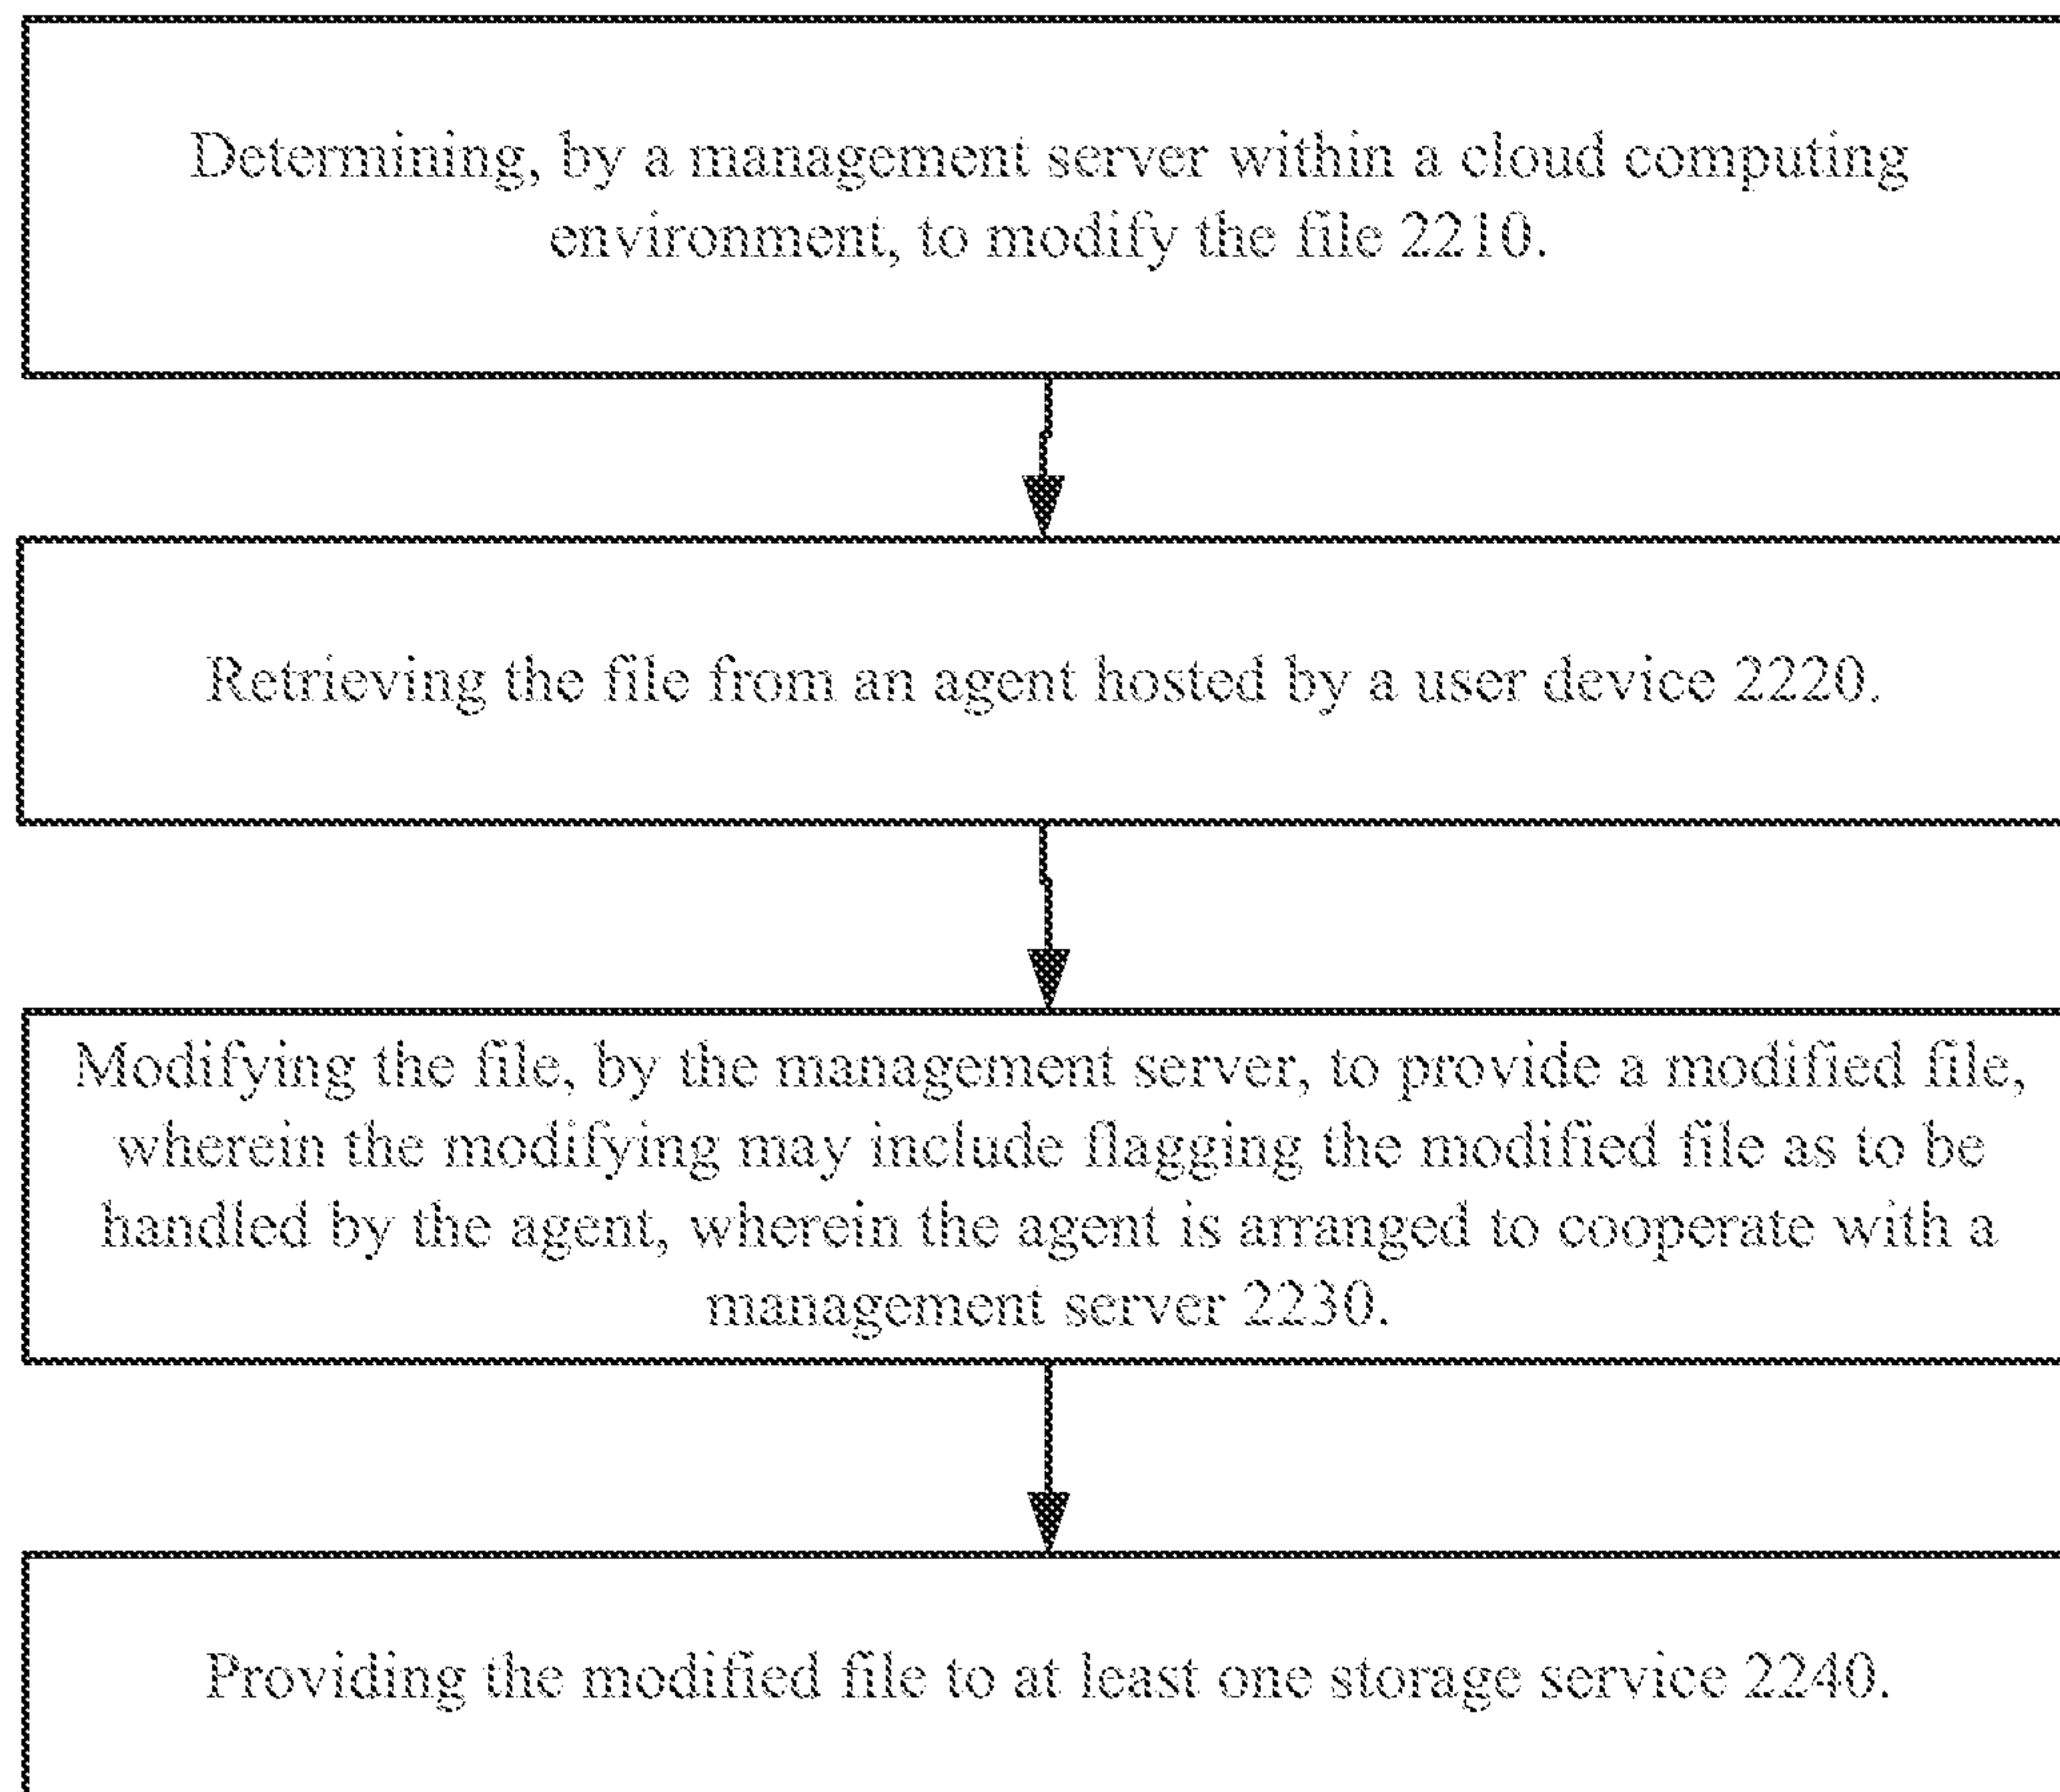 Determining, by a management server within a cloud computing
environment, to modify the file 2210.
Retrieving the file from an agent hosted by a user device 2220.
Modifying the file, by the management server, to provide a modified file,
wherein the modifying may include flagging the modified file as to be
handled by the agent, wherein the agent is arranged to cooperate with a
management server 2230.
Providing the modified file to at least one storage service 2240.